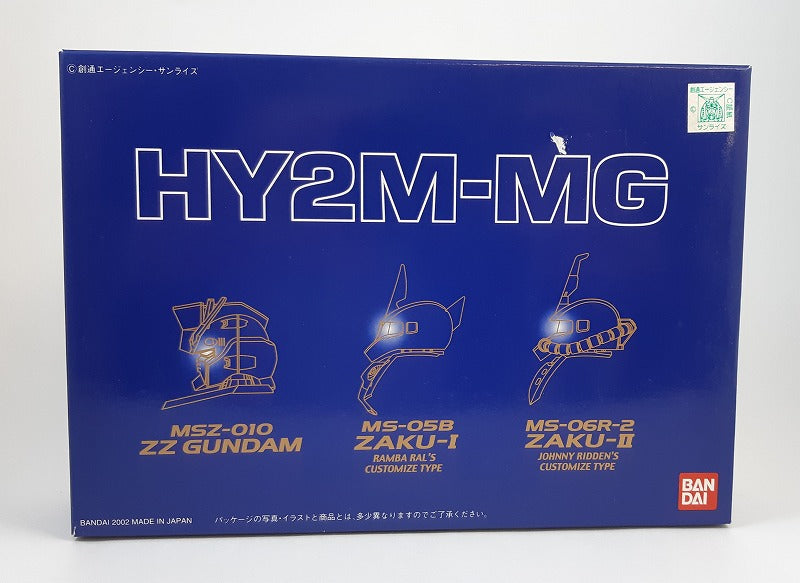 ©創通エージェンシー・サンライズ
創通エージェンシー
サンライズ
HY2M-MG
MSZ-010
ZZ GUNDAM
MS-05B
ZAKU-I
RAMBA RAL'S
CUSTOMIZE TYPE
MS-06R-2
ZAKU-II
JOHNNY RIDDEN'S
CUSTOMIZE TYPE
BAN
DAI
BANDAI 2002 MADE IN JAPAN
パッケージの写真・イラストと商品とは、多少異なりますのでご了承ください。